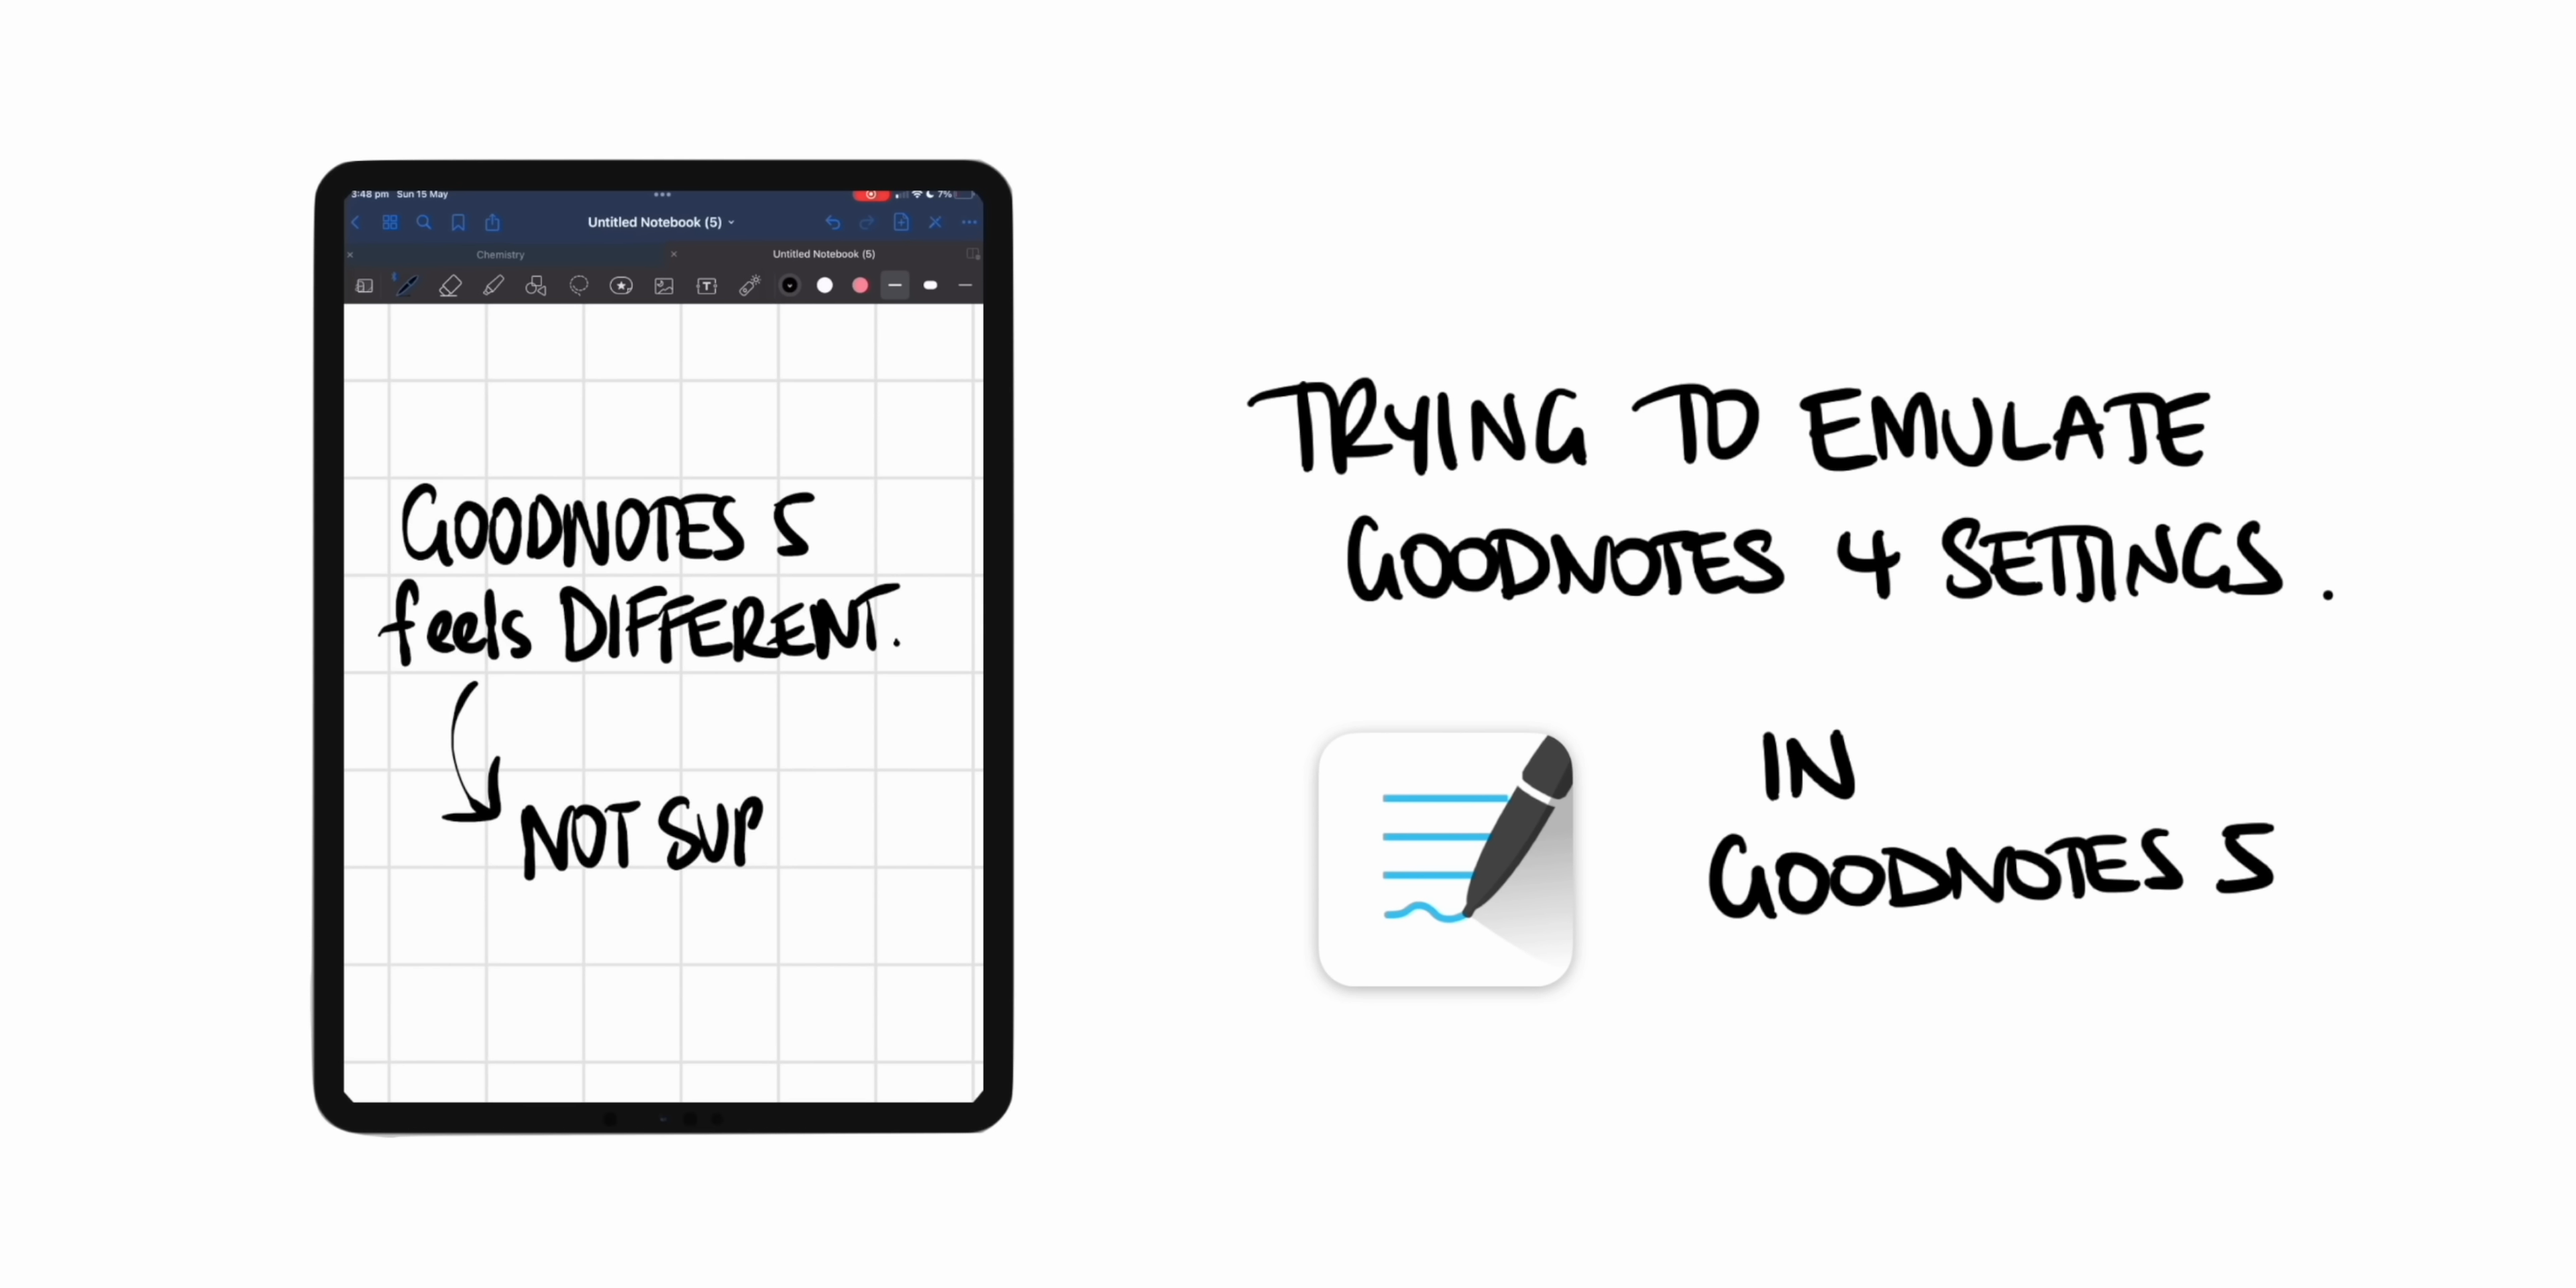 3:48 pm Sun 15 May
7%
Untitled Notebook (5)
Chemistry
Untitled Notebook (5)
GOODNOTES 5
feels DIFFERENT.
NOT SUP
TRYING TO EMULATE
GOODNOTES 4 SETTINGS.
IN
GOODNOTES 5